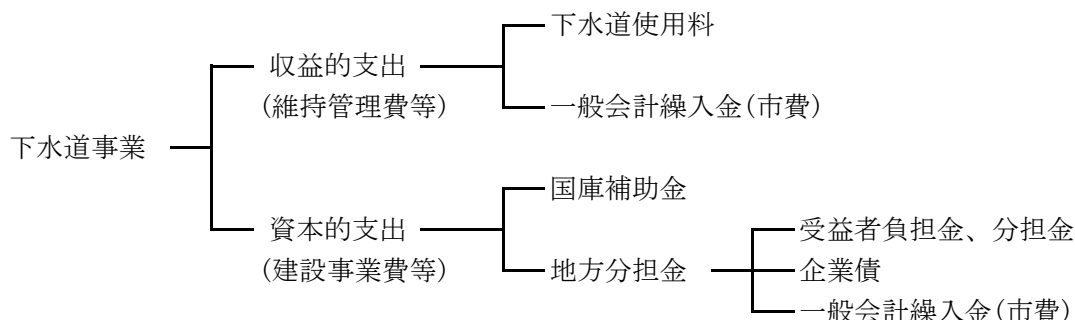 下水道事業
収益的支出
(維持管理費等)
下水道使用料
一般会計繰入金(市費)
資本的支出
(建設事業費等)
国庫補助金
地方分担金
受益者負担金、分担金
企業債
一般会計繰入金(市費)